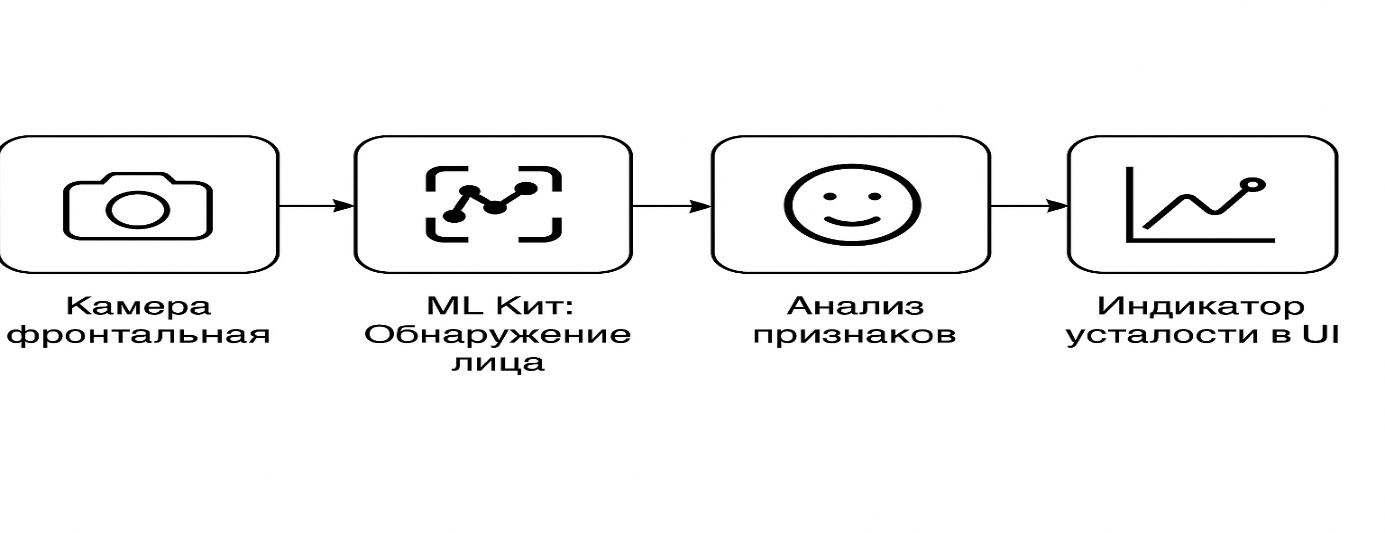 Камера
фронтальная
ML Кит:
Обнаружение
лица
Анализ
признаков
Индикатор
усталости в UI